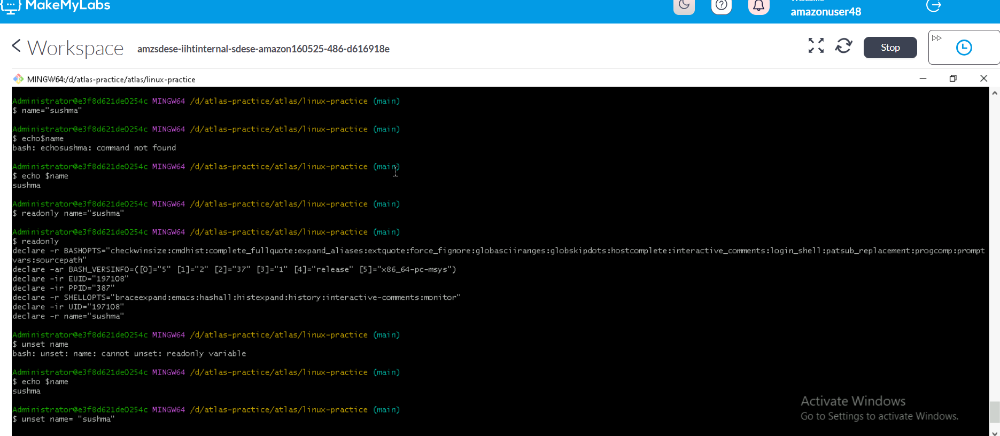 MakeMyLabs
amazonuser48
Workspace amzsdese-iihtinternal-sdese-amazon160525-486-d616918e
Stop
MINGW64:/d/atlas-practice/atlas/linux-practice
Administrator@e3f8d621de0254c MINGW64 /d/atlas-practice/atlas/linux-practice (main)
$ name="sushma"
Administrator@e3f8d621de0254c MINGW64 /d/atlas-practice/atlas/linux-practice (main)
$ echo$name
bash: echosushma: command not found
Administrator@e3f8d621de0254c MINGW64 /d/atlas-practice/atlas/linux-practice (main)
$ echo $name
sushma
Administrator@e3f8d621de0254c MINGW64 /d/atlas-practice/atlas/linux-practice (main)
$ readonly name="sushma"
Administrator@e3f8d621de0254c MINGW64 /d/atlas-practice/atlas/linux-practice (main)
$ readonly
declare -r BASHOPTS="checkwinsize:cmdhist:complete_fullquote:expand_aliases:extquote:force_fignore:globasciiranges:globskipdots:hostcomplete:interactive_comments:login_shell:patsub_replacement:progcomp:prompt
vars:sourcepath"
declare -ar BASH_VERSINFO=([0]="5" [1]="2" [2]="37" [3]="1" [4]="release" [5]="x86_64-pc-msys")
declare -ir EUID="197108"
declare -ir PPID="387"
declare -r SHELLOPTS="braceexpand:emacs:hashall:histexpand:history:interactive-comments:monitor"
declare -ir UID="197108"
declare -r name="sushma"
Administrator@e3f8d621de0254c MINGW64 /d/atlas-practice/atlas/linux-practice (main)
$ unset name
bash: unset: name: cannot unset: readonly variable
Administrator@e3f8d621de0254c MINGW64 /d/atlas-practice/atlas/linux-practice (main)
$ echo $name
sushma
Administrator@e3f8d621de0254c MINGW64 /d/atlas-practice/atlas/linux-practice (main)
$ unset name= "sushma"
Activate Windows
Go to Settings to activate Windows.